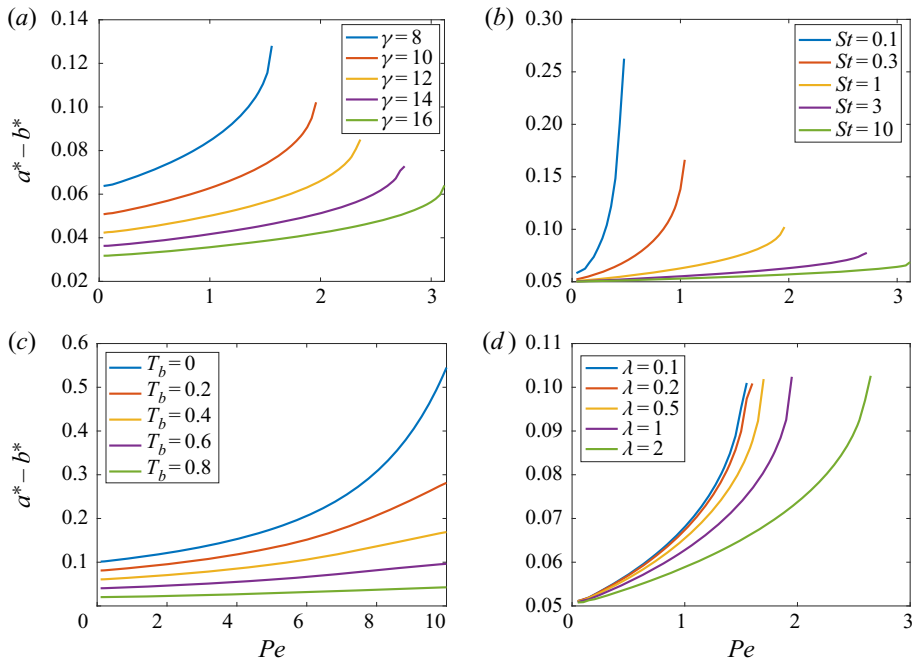 (a)
0.14
0.12
0.10
0.08
0.06
0.04
0.02
a* – b*
0 1 2 3
γ = 8
γ = 10
γ = 12
γ = 14
γ = 16
(b)
0.30
0.25
0.20
0.15
0.10
0.05
0 1 2 3
St = 0.1
St = 0.3
St = 1
St = 3
St = 10
(c)
0.6
0.5
0.4
0.3
0.2
0.1
0
a* – b*
0 2 4 6 8 10
Pe
T_b = 0
T_b = 0.2
T_b = 0.4
T_b = 0.6
T_b = 0.8
(d)
0.11
0.10
0.09
0.08
0.07
0.06
0.05
0 1 2 3
Pe
λ = 0.1
λ = 0.2
λ = 0.5
λ = 1
λ = 2